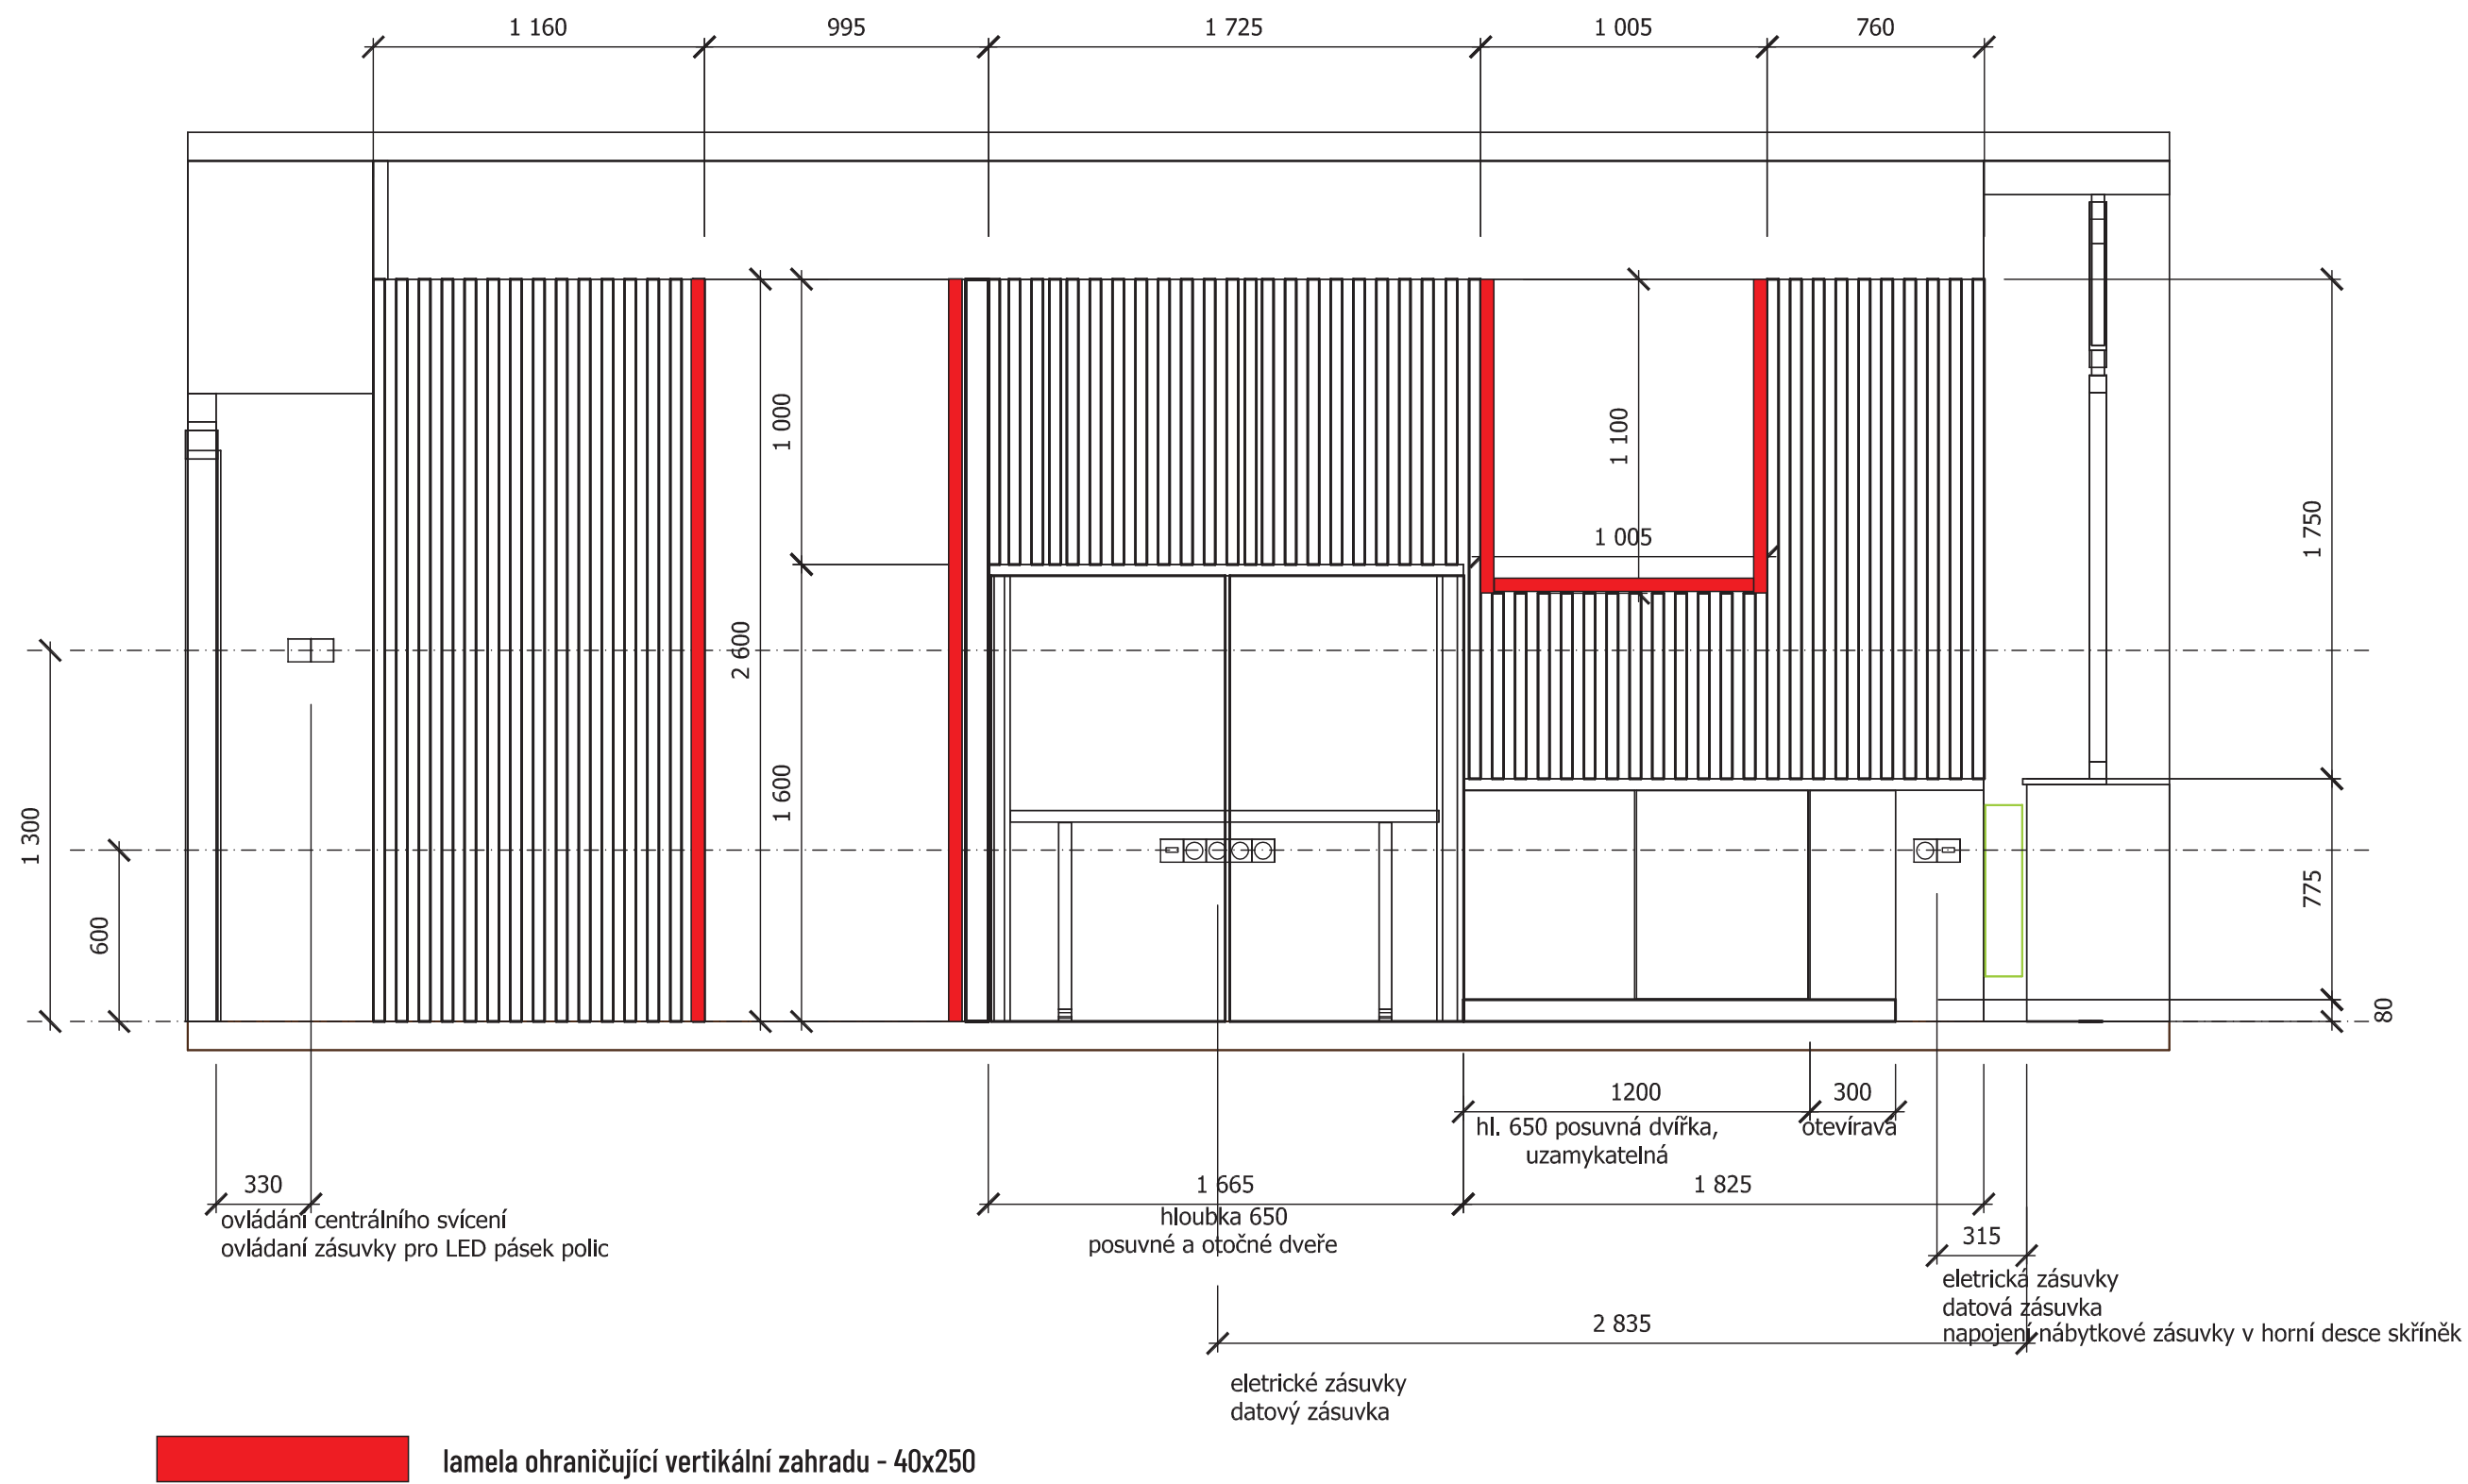 1 160
995
1 725
1 005
760
1 000
1 100
1 750
1 005
2 600
1 600
1 300
600
775
80
1200
300
hl. 650 posuvná dvířka,
uzamykatelná
otevírava
330
1 665
1 825
ovládání centrálního svícení
ovládaní zásuvky pro LED pásek polic
hloubka 650
posuvné a otočné dveře
315
eletrická zásuvky
datová zásuvka
napojení nábytkové zásuvky v horní desce skříněk
2 835
eletrické zásuvky
datový zásuvka
lamela ohraničující vertikální zahradu - 40x250